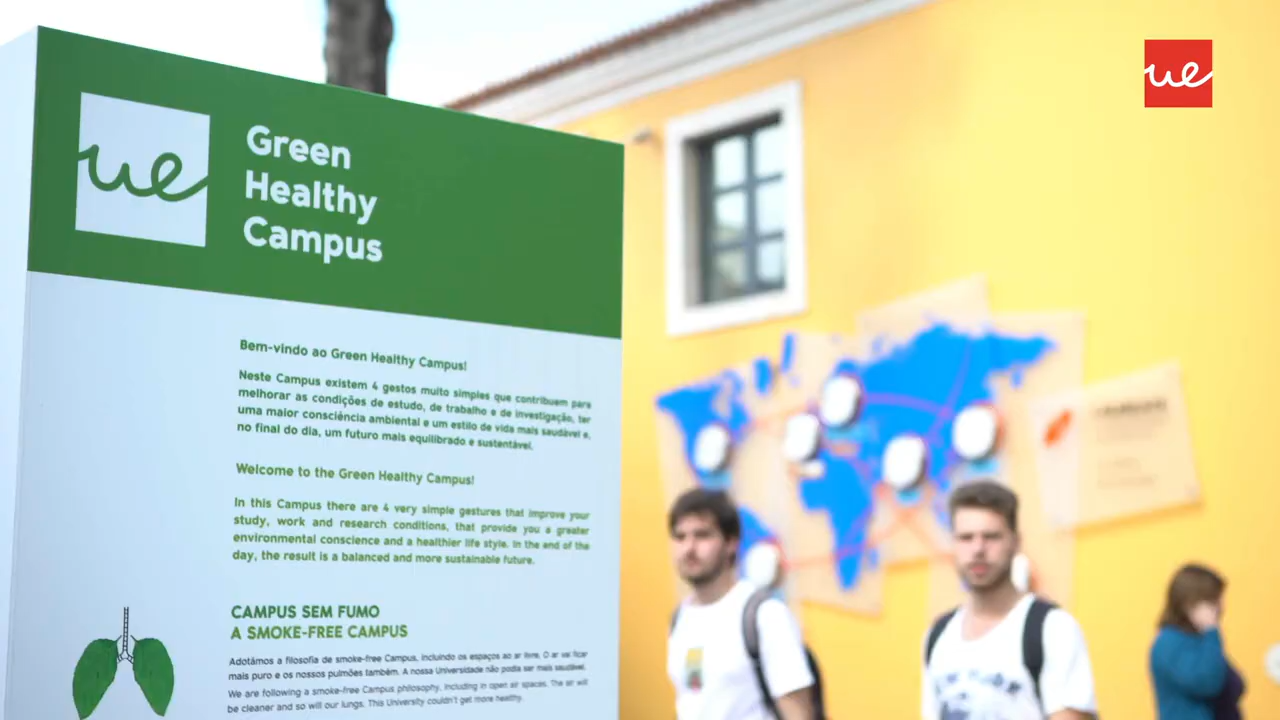 ue
ue
Green
Healthy
Campus
Bem-vindo ao Green Healthy Campus!
Neste Campus existem 4 gestos muito simples que contribuem para
melhorar as condições de estudo, de trabalho e de investigação, ter
uma maior consciência ambiental e um estilo de vida mais saudável e,
no final do dia, um futuro mais equilibrado e sustentável.
Welcome to the Green Healthy Campus!
In this Campus there are 4 very simple gestures that improve your
study, work and research conditions, that provide you a greater
environmental conscience and a healthier life style. In the end of the
day, the result is a balanced and more sustainable future.
CAMPUS SEM FUMO
A SMOKE-FREE CAMPUS
Adotámos a filosofia de smoke-free Campus, incluindo os espaços ao ar livre. O ar vai ficar
mais puro e os nossos pulmões também. A nossa Universidade não podia ser mais saudável.
We are following a smoke-free Campus philosophy, including in open air spaces. The air will
be cleaner and so will our lungs. This University couldn't get more healthy.